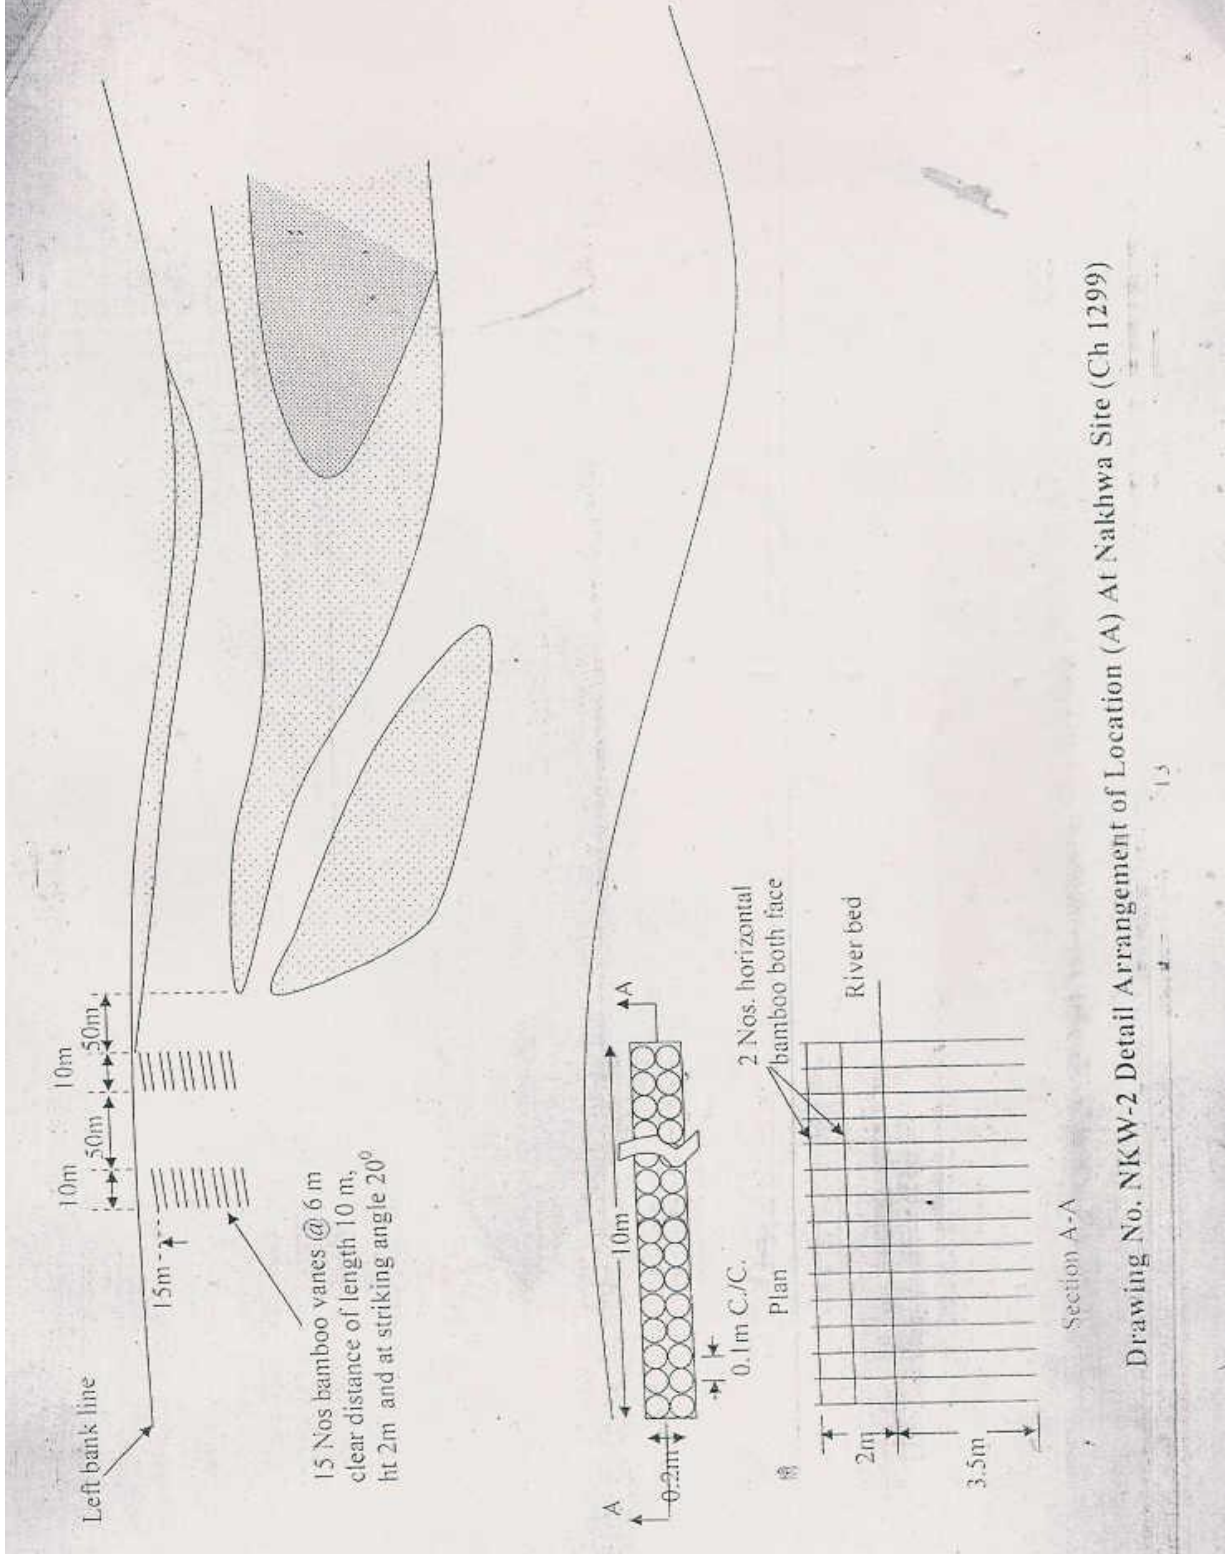 Left bank line
10m
50m
10m
50m
15m
15 Nos bamboo vanes @ 6 m
clear distance of length 10 m,
ht 2m and at striking angle 20⁰
A
A
10m
0.2m
0.1m C./C.
Plan
2 Nos. horizontal
bamboo both face
River bed
2m
3.5m
Section A-A
Drawing No. NKW-2 Detail Arrangement of Location (A) At Nakhwa Site (Ch 1299)
13